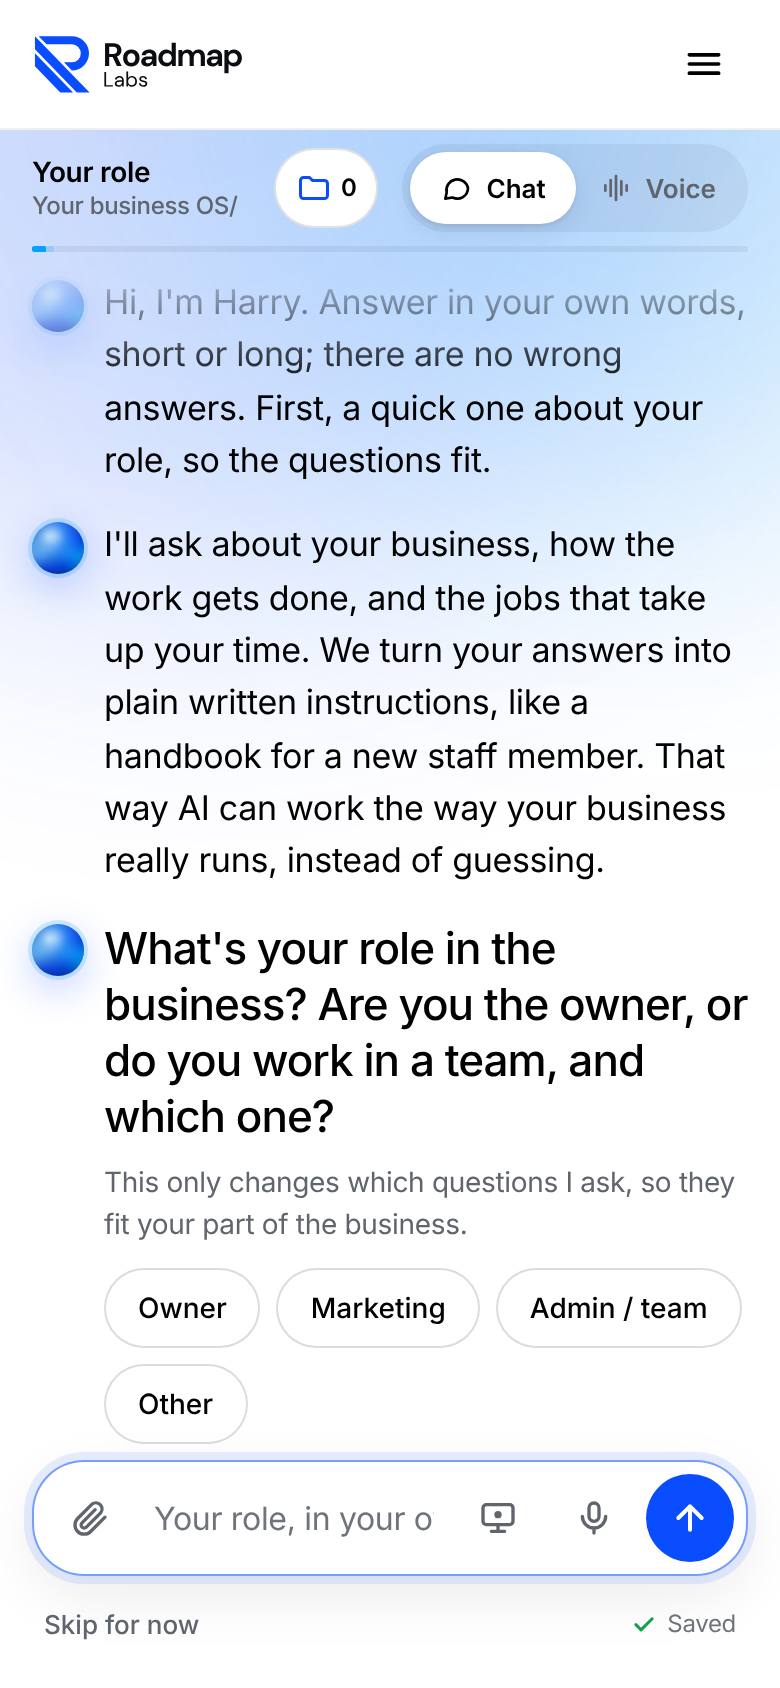 Roadmap
Labs
Your role
Your business OS/
0
Chat
Voice
Hi, I'm Harry. Answer in your own words,
short or long; there are no wrong
answers. First, a quick one about your
role, so the questions fit.
I'll ask about your business, how the
work gets done, and the jobs that take
up your time. We turn your answers into
plain written instructions, like a
handbook for a new staff member. That
way AI can work the way your business
really runs, instead of guessing.
What's your role in the
business? Are you the owner, or
do you work in a team, and
which one?
This only changes which questions I ask, so they
fit your part of the business.
Owner
Marketing
Admin / team
Other
Your role, in your o
Skip for now
Saved